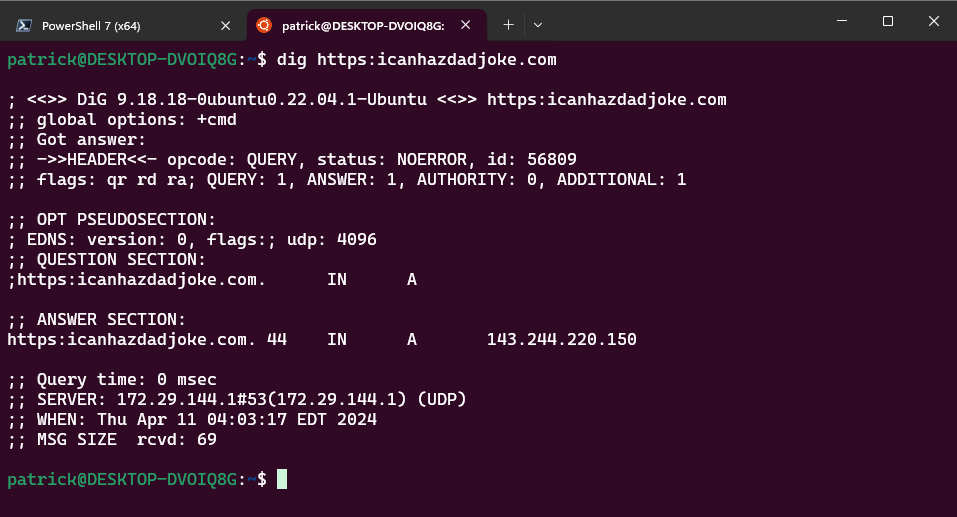 PowerShell 7 (x64)
patrick@DESKTOP-DVOIQ8G:
patrick@DESKTOP-DVOIQ8G:~$ dig https:icanhazdadjoke.com
; <<>> DiG 9.18.18-0ubuntu0.22.04.1-Ubuntu <<>> https:icanhazdadjoke.com
;; global options: +cmd
;; Got answer:
;; ->>HEADER<<- opcode: QUERY, status: NOERROR, id: 56809
;; flags: qr rd ra; QUERY: 1, ANSWER: 1, AUTHORITY: 0, ADDITIONAL: 1
;; OPT PSEUDOSECTION:
; EDNS: version: 0, flags:; udp: 4096
;; QUESTION SECTION:
;https:icanhazdadjoke.com. IN A
;; ANSWER SECTION:
https:icanhazdadjoke.com. 44 IN A 143.244.220.150
;; Query time: 0 msec
;; SERVER: 172.29.144.1#53(172.29.144.1) (UDP)
;; WHEN: Thu Apr 11 04:03:17 EDT 2024
;; MSG SIZE  rcvd: 69
patrick@DESKTOP-DVOIQ8G:~$